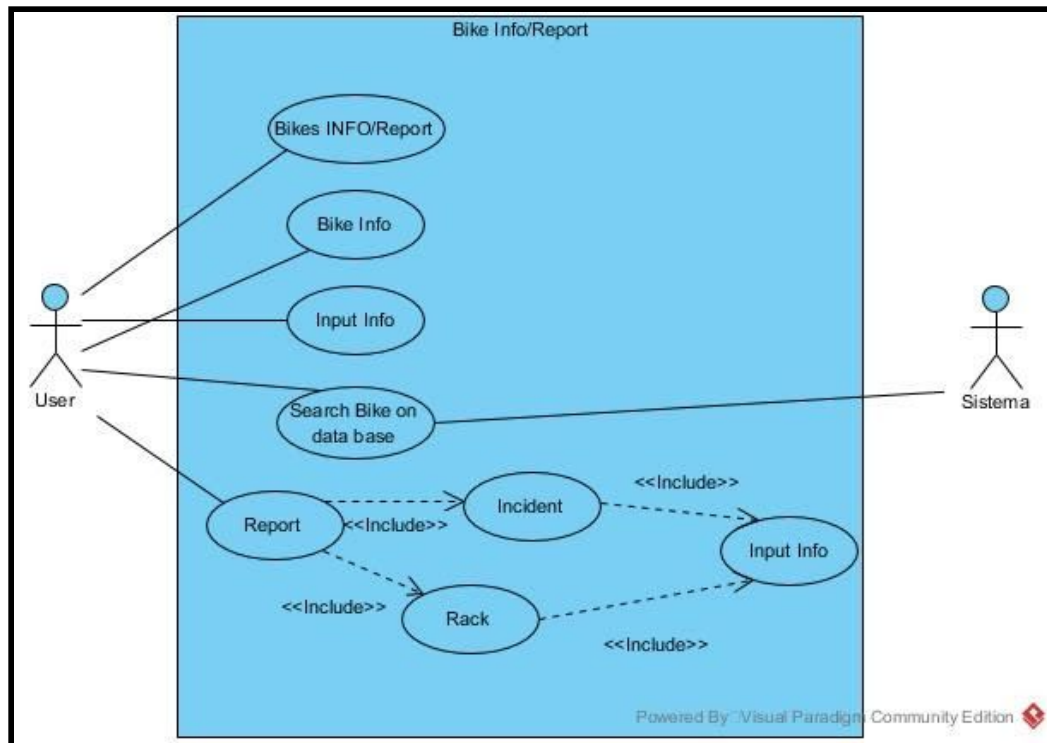 Bike Info/Report
Bikes INFO/Report
Bike Info
Input Info
User
Search Bike on
data base
Sistema
Report
<<Include>>
Incident
<<Include>>
Input Info
<<Include>>
Rack
<<Include>>
Powered By Visual Paradigm Community Edition